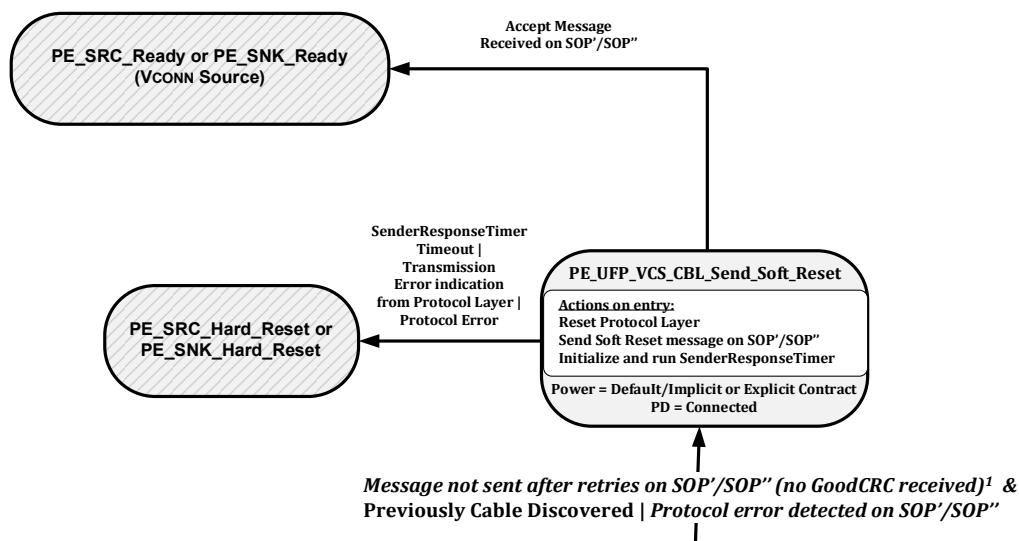 Accept Message
Received on SOP'/SOP''
PE_SRC_Ready or PE_SNK_Ready
(VCONN Source)
SenderResponseTimer
Timeout |
Transmission
Error indication
from Protocol Layer |
Protocol Error
PE_SRC_Hard_Reset or
PE_SNK_Hard_Reset
PE_UFP_VCS_CBL_Send_Soft_Reset
Actions on entry:
Reset Protocol Layer
Send Soft Reset message on SOP'/SOP''
Initialize and run SenderResponseTimer
Power = Default/Implicit or Explicit Contract
PD = Connected
Message not sent after retries on SOP'/SOP'' (no GoodCRC received)¹ &
Previously Cable Discovered | Protocol error detected on SOP'/SOP''